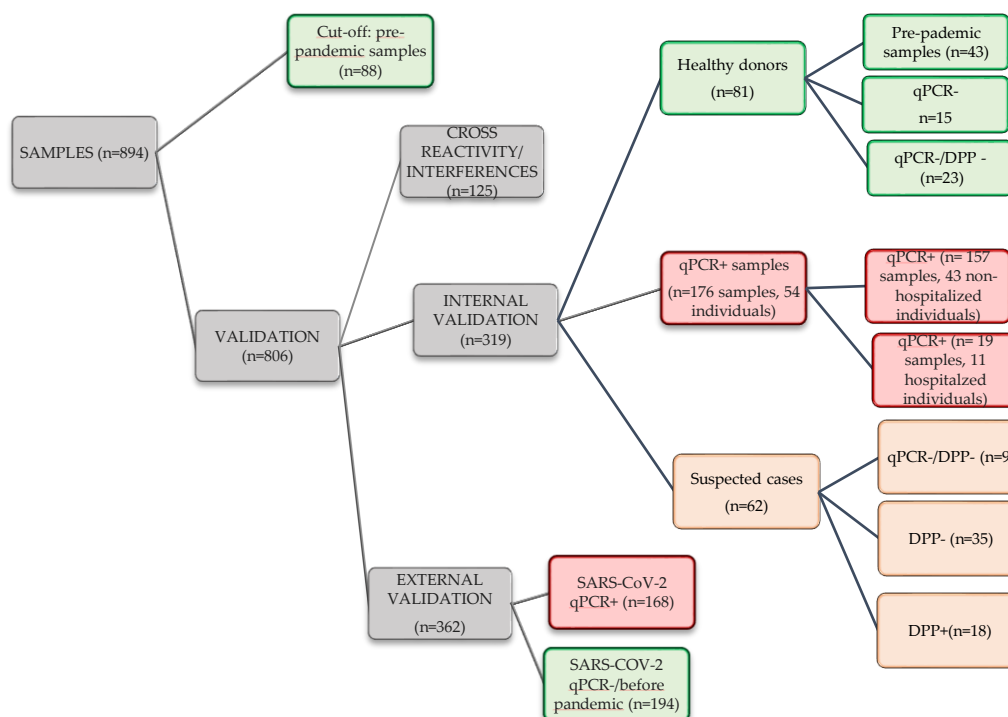 Cut-off: pre-
pandemic samples
(n=88)
SAMPLES (n=894)
VALIDATION
(n=806)
CROSS
REACTIVITY/
INTERFERENCES
(n=125)
INTERNAL
VALIDATION
(n=319)
EXTERNAL
VALIDATION
(n=362)
SARS-CoV-2
qPCR+ (n=168)
SARS-COV-2
qPCR-/before
pandemic (n=194)
Healthy donors
(n=81)
Pre-pademic
samples (n=43)
qPCR-
n=15
qPCR-/DPP -
(n=23)
qPCR+ samples
(n=176 samples, 54
individuals)
qPCR+ (n= 157
samples, 43 non-
hospitalized
individuals)
qPCR+ (n= 19
samples, 11
hospitalzed
individuals)
Suspected cases
(n=62)
qPCR-/DPP- (n=9
DPP- (n=35)
DPP+(n=18)